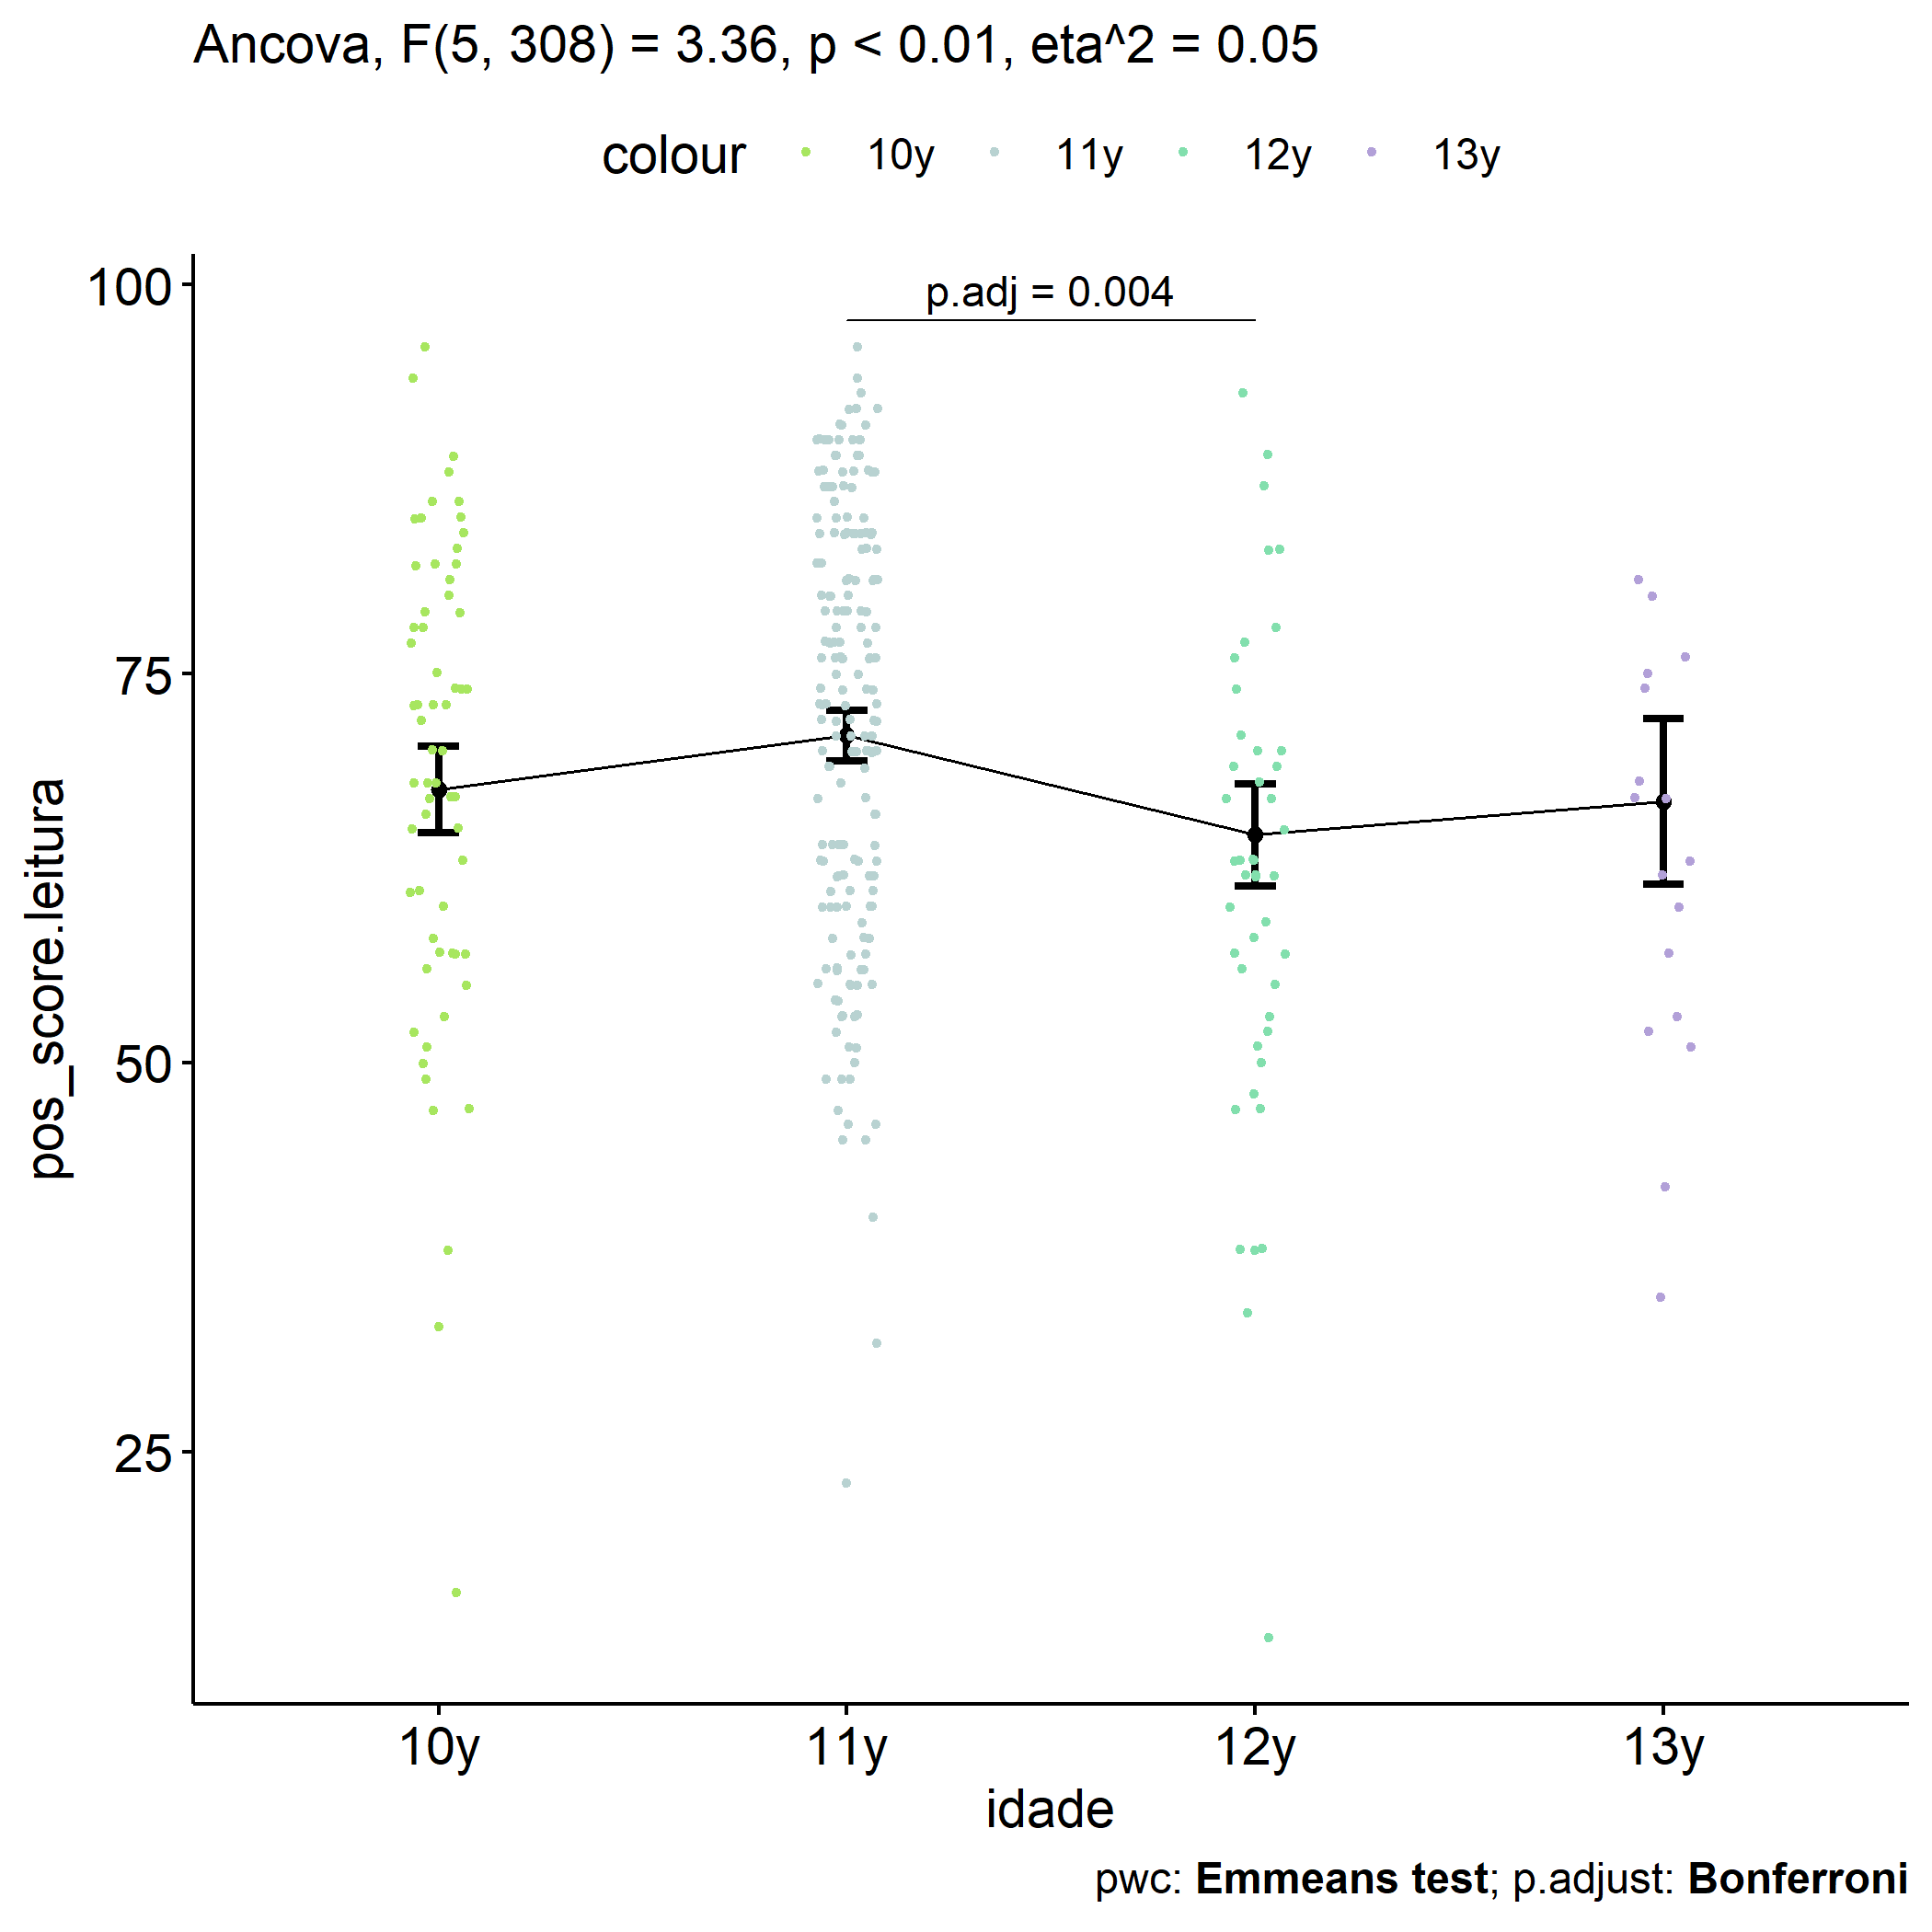 Ancova, F(5, 308) = 3.36, p < 0.01, eta^2 = 0.05
colour 10y 11y 12y 13y
p.adj = 0.004
100
75
50
25
pos_score.leitura
10y 11y 12y 13y
idade
pwc: Emmeans test; p.adjust: Bonferroni